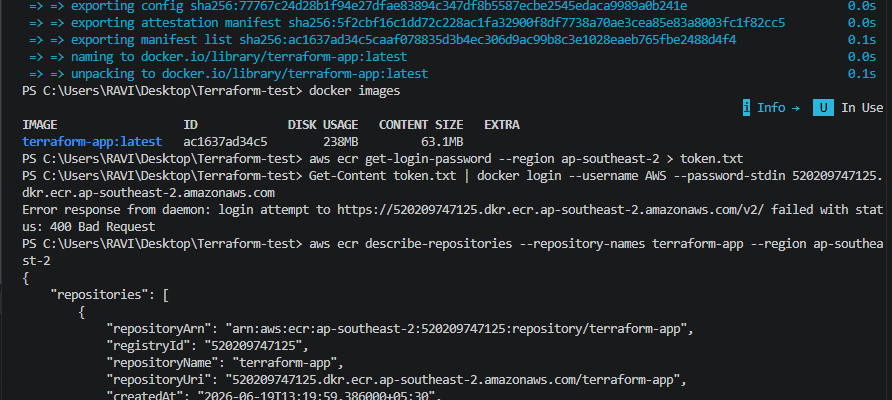 => => exporting config sha256:77767c24d28b1f94e27dfae83894c347df8b5587ecbe2545edaca9989a0b241e 0.0s
=> => exporting attestation manifest sha256:5f2cbf16c1dd72c228ac1fa32900f8df7738a70ae3cea85e83a8003fc1f82cc5 0.0s
=> => exporting manifest list sha256:ac1637ad34c5caaf078835d3b4ec306d9ac99b8c3e1028eaeb765fbe2488d4f4 0.1s
=> => naming to docker.io/library/terraform-app:latest 0.0s
=> => unpacking to docker.io/library/terraform-app:latest 0.1s
PS C:\Users\RAVI\Desktop\Terraform-test> docker images
i Info → U In Use
IMAGE ID DISK USAGE CONTENT SIZE EXTRA
terraform-app:latest ac1637ad34c5 238MB 63.1MB
PS C:\Users\RAVI\Desktop\Terraform-test> aws ecr get-login-password --region ap-southeast-2 > token.txt
PS C:\Users\RAVI\Desktop\Terraform-test> Get-Content token.txt | docker login --username AWS --password-stdin 520209747125.
dkr.ecr.ap-southeast-2.amazonaws.com
Error response from daemon: login attempt to https://520209747125.dkr.ecr.ap-southeast-2.amazonaws.com/v2/ failed with stat
us: 400 Bad Request
PS C:\Users\RAVI\Desktop\Terraform-test> aws ecr describe-repositories --repository-names terraform-app --region ap-southea
st-2
{
"repositories": [
{
"repositoryArn": "arn:aws:ecr:ap-southeast-2:520209747125:repository/terraform-app",
"registryId": "520209747125",
"repositoryName": "terraform-app",
"repositoryUri": "520209747125.dkr.ecr.ap-southeast-2.amazonaws.com/terraform-app",
"createdAt": "2026-06-19T13:19:59.386000+05:30",